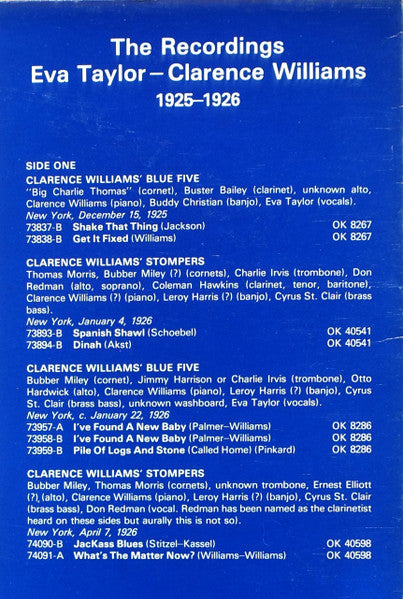 The Recordings
Eva Taylor – Clarence Williams
1925–1926
SIDE ONE
CLARENCE WILLIAMS' BLUE FIVE
"Big Charlie Thomas" (cornet), Buster Bailey (clarinet), unknown alto,
Clarence Williams (piano), Buddy Christian (banjo), Eva Taylor (vocals).
New York, December 15, 1925
73837-B Shake That Thing (Jackson) OK 8267
73838-B Get It Fixed (Williams) OK 8267
CLARENCE WILLIAMS' STOMPERS
Thomas Morris, Bubber Miley (?) (cornets), Charlie Irvis (trombone), Don
Redman (alto, soprano), Coleman Hawkins (clarinet, tenor, baritone),
Clarence Williams (?) (piano), Leroy Harris (?) (banjo), Cyrus St. Clair (brass
bass).
New York, January 4, 1926
73893-B Spanish Shawl (Schoebel) OK 40541
73894-B Dinah (Akst) OK 40541
CLARENCE WILLIAMS' BLUE FIVE
Bubber Miley (cornet), Jimmy Harrison or Charlie Irvis (trombone), Otto
Hardwick (alto), Clarence Williams (piano), Leroy Harris (?) (banjo), Cyrus
St. Clair (brass bass), unknown washboard, Eva Taylor (vocals).
New York, c. January 22, 1926
73957-A I've Found A New Baby (Palmer–Williams) OK 8286
73958-B I've Found A New Baby (Palmer–Williams) OK 8286
73959-B Pile Of Logs And Stone (Called Home) (Pinkard) OK 8286
CLARENCE WILLIAMS' STOMPERS
Bubber Miley, Thomas Morris (cornets), unknown trombone, Ernest Elliott
(?), (alto), Clarence Williams (piano), Leroy Harris (?) (banjo), Cyrus St. Clair
(brass bass), Don Redman (vocal. Redman has been named as the clarinetist
heard on these sides but aurally this is not so).
New York, April 7, 1926
74090-B JacKass Blues (Stitzel–Kassel) OK 40598
74091-A What's The Matter Now? (Williams–Williams) OK 40598